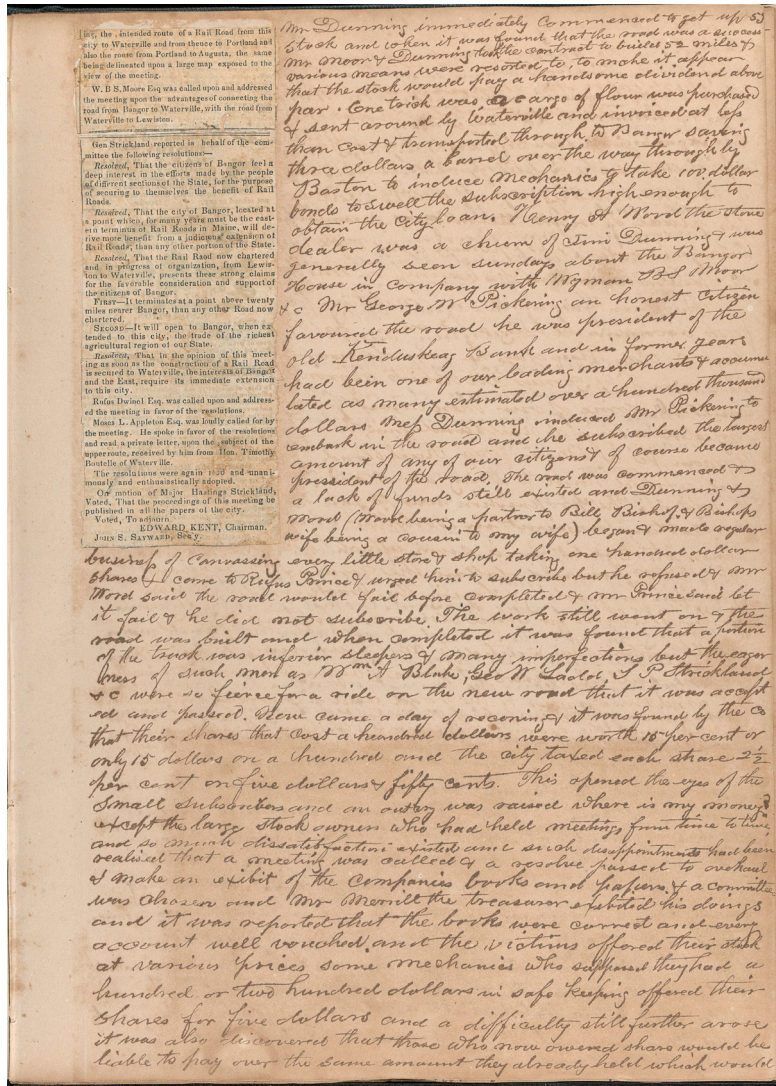 ing, the intended route of a Rail Road from this
city to Waterville and from thence to Portland and
also the route from Portland to Augusta, the same
being delineated upon a large map exposed to the
view of the meeting.
W. B S. Moore Esq was called upon and addressed
the meeting upon the advantages of connecting the
road from Bangor to Waterville, with the road from
Waterville to Lewiston.
Gen Strickland reported in behalf of the com-
mittee the following resolutions—
Resolved, That the citizens of Bangor feel a
deep interest in the efforts made by the people
of different sections of the State, for the purpose
of securing to themselves the benefit of Rail
Roads.
Resolved, That the city of Bangor, located at
a point which, for many years must be the east-
ern terminus of Rail Roads in Maine, will de-
rive more benefit from a judicious extension of
Rail Roads, than any other portion of the State.
Resolved, That the Rail Road now chartered
and in progress of organization, from Lewis-
ton to Waterville, presents these strong claims
for the favorable consideration and support of
the citizens of Bangor.
FIRST—It terminates at a point above twenty
miles nearer Bangor, than any other Road now
chartered.
SECOND—It will open to Bangor, when ex-
tended to this city, the trade of the richest
agricultural region of our State.
Resolved, That in the opinion of this meet-
ing as soon as the construction of a Rail Road
is secured to Waterville, the interests of Bangor
and the East, require its immediate extension
to this city.
Rufus Dwinel Esq. was called upon and address-
ed the meeting in favor of the resolutions.
Moses L. Appleton Esq. was loudly called for by
the meeting. He spoke in favor of the resolutions
and read a private letter, upon the subject of the
upper route, received by him from Hon. Timothy
Boutelle of Waterville.
The resolutions were again read and unani-
mously and enthusiastically adopted.
On motion of Major Hastings Strickland,
Voted, That the proceedings of this meeting be
published in all the papers of the city.
Voted, To adjourn.
EDWARD KENT, Chairman.
JOHN S. SAYWARD, Sec'y.
53
Mr Dunning immediately commenced to get up
stock and when it was found that the road was a success
Mr Moor & Dunning took the contract to build 52 miles &
various means were resorted to, to make it appear
that the stock would pay a handsome dividend above
par. One trick was, a cargo of flour was purchased
& sent around by Waterville and invoiced at less
than cost & transported through to Bangor saving
three dollars a barrel over the way through by
Boston to induce Mechanics to take 100 dollar
bonds to swell the subscription high enough to
obtain the City loan. Henry A Word the stove
dealer was a chum of Jim Dunning & was
generally seen sundays about the Bangor
House in company with Wyman B S Moor
&c Mr George W Pickering an honest Citizen
favoured the road he was president of the
old Kenduskeag Bank and in former years
had been one of our leading merchants & accumu
lated as many estimated over a hundred thousand
dollars Mess Dunning induced Mr Pickering to
embark in the road and he subscribed the largest
amount of any of our citizens & of course became
president of the road. The road was commenced &
a lack of funds still existed and Dunning &
Word (Word being a partner to Bill Bishop & Bishops
wife being a cousin to my wife) began & made regular
business of canvassing every little store & shop taking one hundred dollar
shares & come to Rufus Prince & urged him to subscribe but he refused & Mr
Word said the road would fail before completed & Mr Prince said let
it fail & he did not subscribe. The work still went on & the
road was built and when completed it was found that a portion
of the track was inferior sleepers & many imperfections but the eager
ness of such men as Wm A Blake, Geo W Ladd, S P Strickland
&c were so fierce for a ride on the new road that it was accept
ed and passed. Now came a day of reconing & it was found by the Co
that their shares that cost a hundred dollars were worth 15 per cent or
only 15 dollars on a hundred and the city taxed each share 2½
per cent on five dollars & fifty cents. This opened the eyes of the
small subscribers and an outcry was raised where is my money?
except the large stock owners who had held meetings from time to time
and so much dissatisfaction existed and such disappointments had been
realised that a meeting was called & a resolve passed to overhaul
& make an exibit of the companies books and papers, & a committee
was chosen and Mr Merrill the treasurer exibited his doings
and it was reported that the books were correct and every
account well vouched and the victims offered their stock
at various prices some mechanics who supposed they had a
hundred or two hundred dollars in safe keeping offered their
shares for five dollars and a difficulty still further arose
it was also discovered that those who now owned share would be
liable to pay over the same amount they already held which would